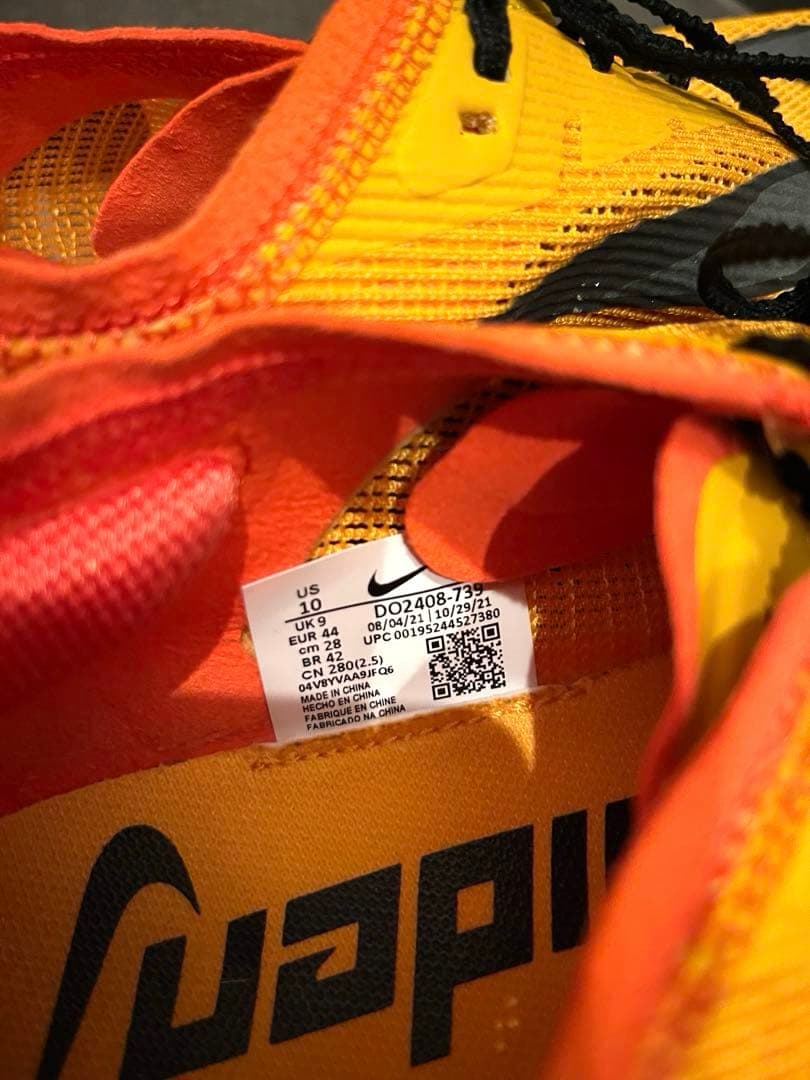 US
10
UK 9
EUR 44
cm 28
BR 42
CN 280(2.5)
04V8YVAA9JFQ6
MADE IN CHINA
HECHO EN CHINA
FABRIQUE EN CHINE
FABRICADO NA CHINA
DO2408-739
08/04/21 | 10/29/21
UPC 00195244527380